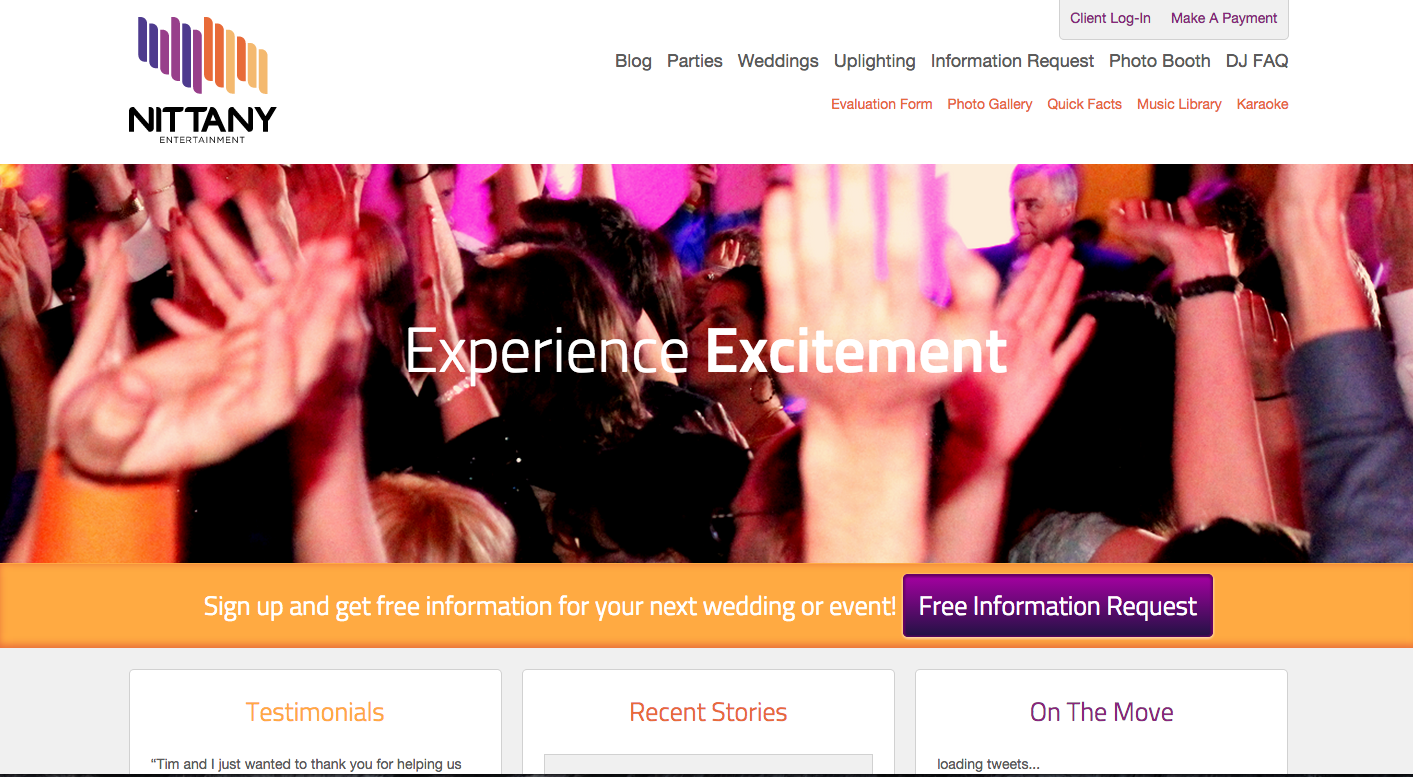 Client Log-In Make A Payment
NITTANY
ENTERTAINMENT
Blog Parties Weddings Uplighting Information Request Photo Booth DJ FAQ
Evaluation Form Photo Gallery Quick Facts Music Library Karaoke
Experience Excitement
Sign up and get free information for your next wedding or event! Free Information Request
Testimonials
“Tim and I just wanted to thank you for helping us
Recent Stories
On The Move
loading tweets...